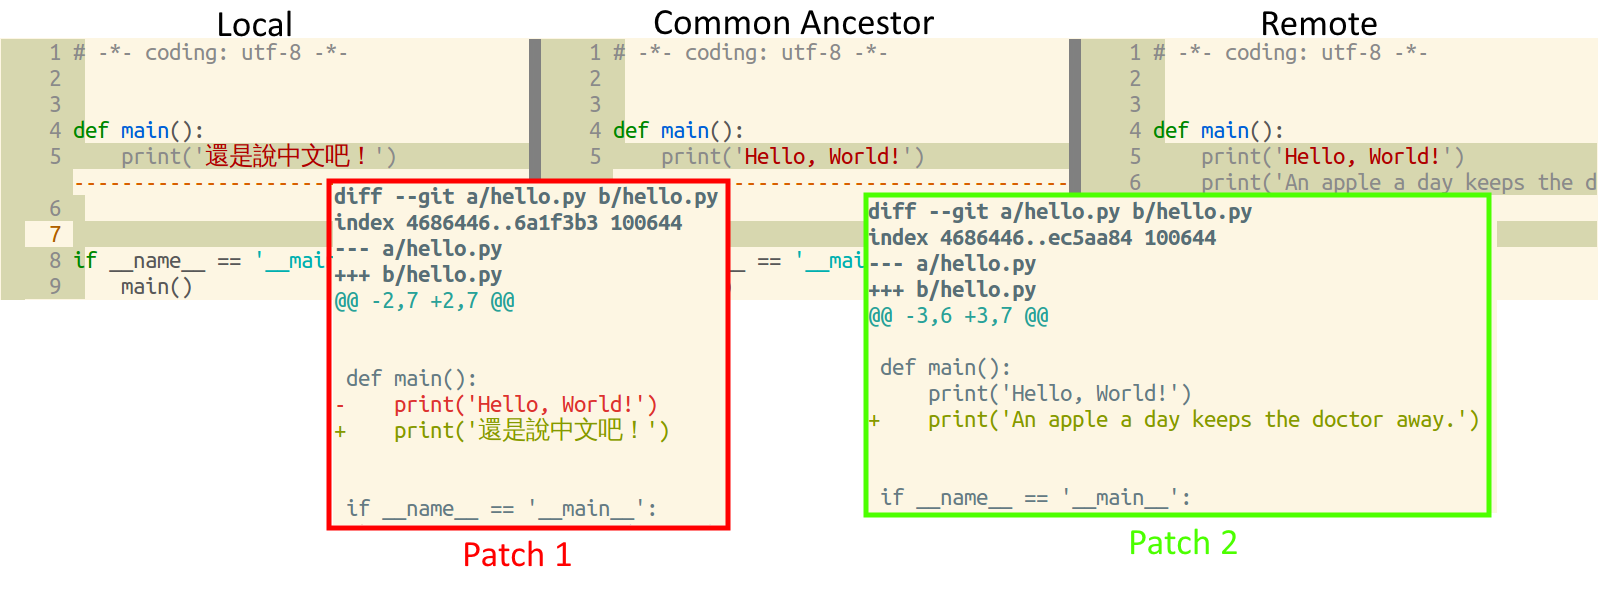 Local
Common Ancestor
Remote
1 # -*- coding: utf-8 -*-
2
3
4 def main():
5 print('還是說中文吧！')
6
7
8 if __name__ == '__mai
9 main()
1 # -*- coding: utf-8 -*-
2
3
4 def main():
5 print('Hello, World!')
__ == '__mai
1 # -*- coding: utf-8 -*-
2
3
4 def main():
5 print('Hello, World!')
6 print('An apple a day keeps the d
diff --git a/hello.py b/hello.py
index 4686446..6a1f3b3 100644
--- a/hello.py
+++ b/hello.py
@@ -2,7 +2,7 @@
def main():
- print('Hello, World!')
+ print('還是說中文吧！')
if __name__ == '__main__':
Patch 1
diff --git a/hello.py b/hello.py
index 4686446..ec5aa84 100644
--- a/hello.py
+++ b/hello.py
@@ -3,6 +3,7 @@
def main():
print('Hello, World!')
+ print('An apple a day keeps the doctor away.')
if __name__ == '__main__':
Patch 2